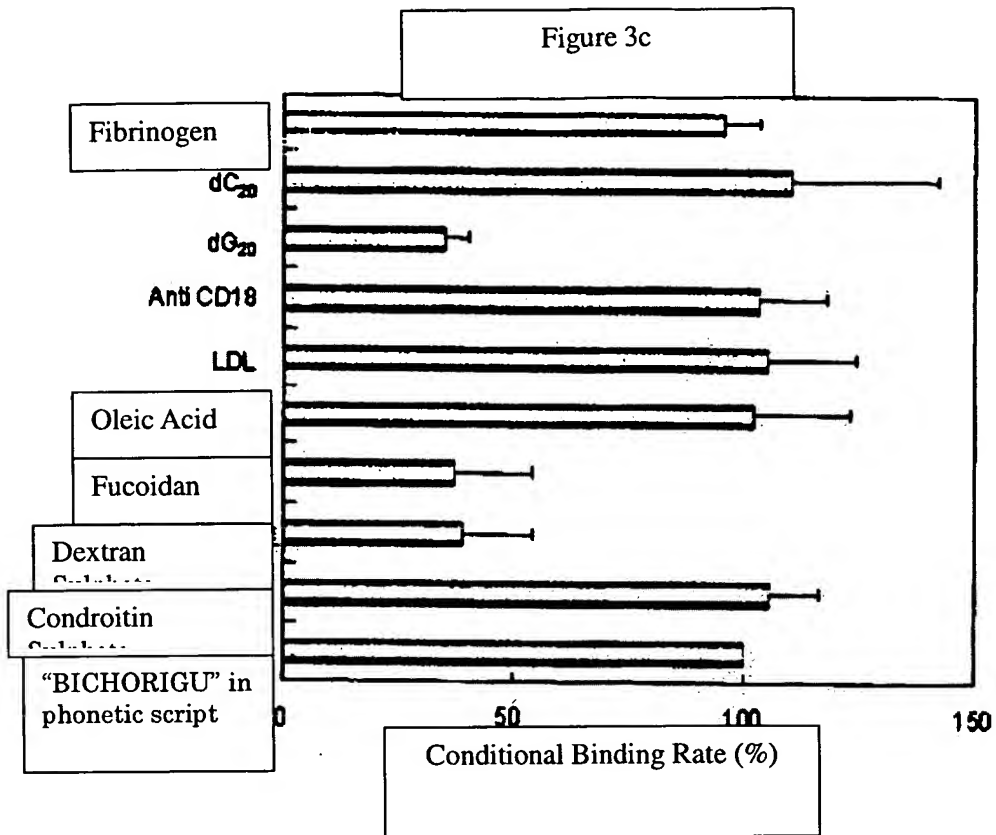 Figure 3c
Fibrinogen
dC20
dG20
Anti CD18
LDL
Oleic Acid
Fucoidan
Dextran
Condroitin
"BICHORIGU" in
phonetic script
0 50 100 150
Conditional Binding Rate (%)